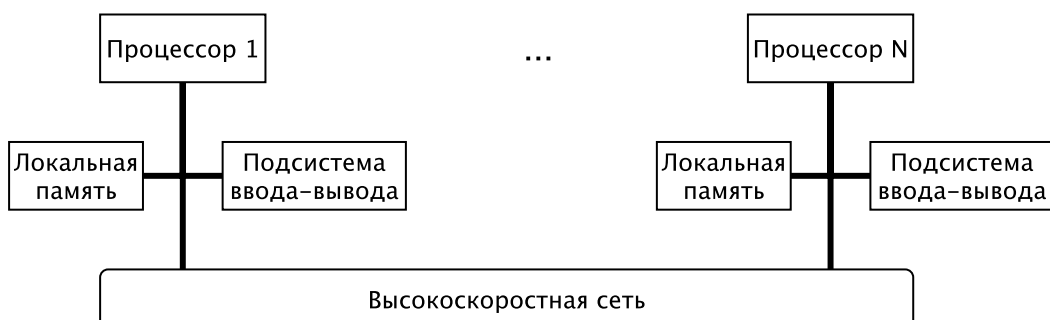 Процессор 1
...
Процессор N
Локальная
память
Подсистема
ввода-вывода
Локальная
память
Подсистема
ввода-вывода
Высокоскоростная сеть